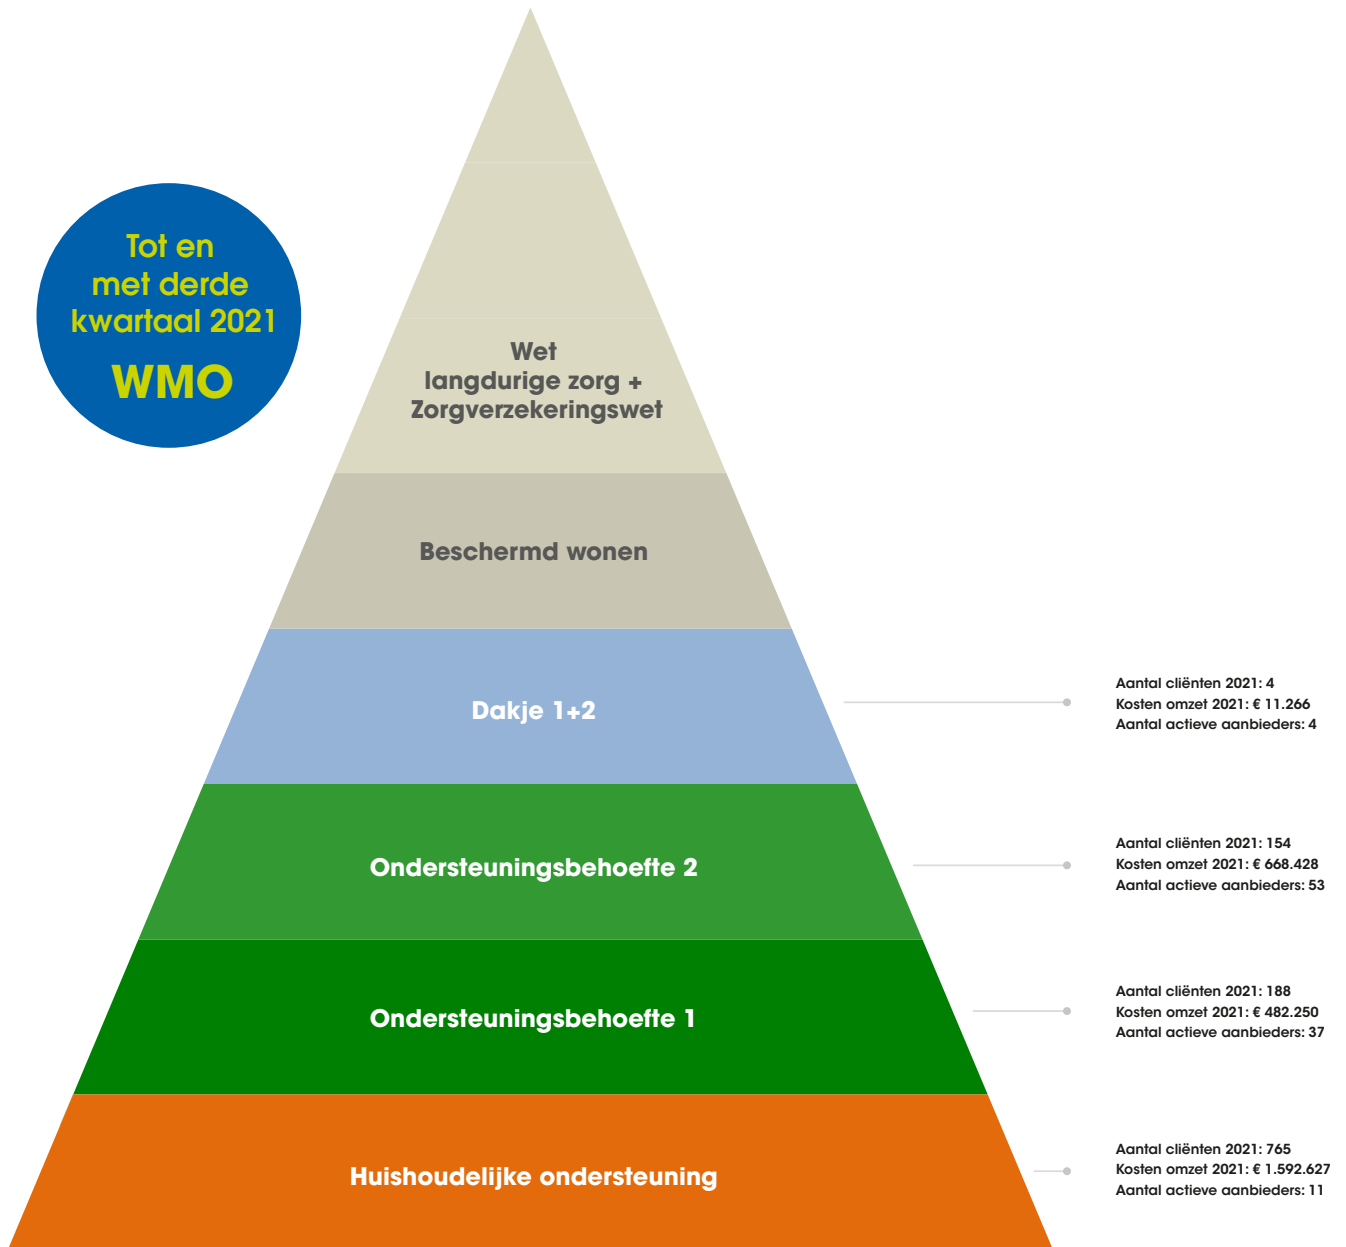 Tot en
met derde
kwartaal 2021
WMO
Wet
langdurige zorg +
Zorgverzekeringswet
Beschermd wonen
Dakje 1+2
Aantal cliënten 2021: 4
Kosten omzet 2021: € 11.266
Aantal actieve aanbieders: 4
Ondersteuningsbehoefte 2
Aantal cliënten 2021: 154
Kosten omzet 2021: € 668.428
Aantal actieve aanbieders: 53
Ondersteuningsbehoefte 1
Aantal cliënten 2021: 188
Kosten omzet 2021: € 482.250
Aantal actieve aanbieders: 37
Huishoudelijke ondersteuning
Aantal cliënten 2021: 765
Kosten omzet 2021: € 1.592.627
Aantal actieve aanbieders: 11